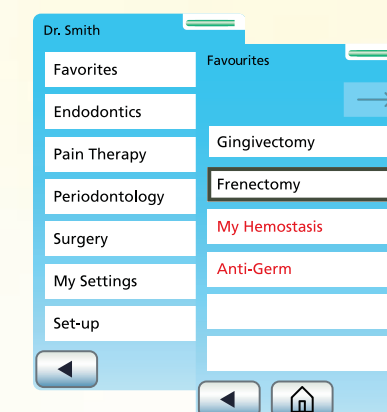 Dr. Smith
Favorites
Endodontics
Pain Therapy
Periodontology
Surgery
My Settings
Set-up
Favourites
Gingivectomy
Frenectomy
My Hemostasis
Anti-Germ